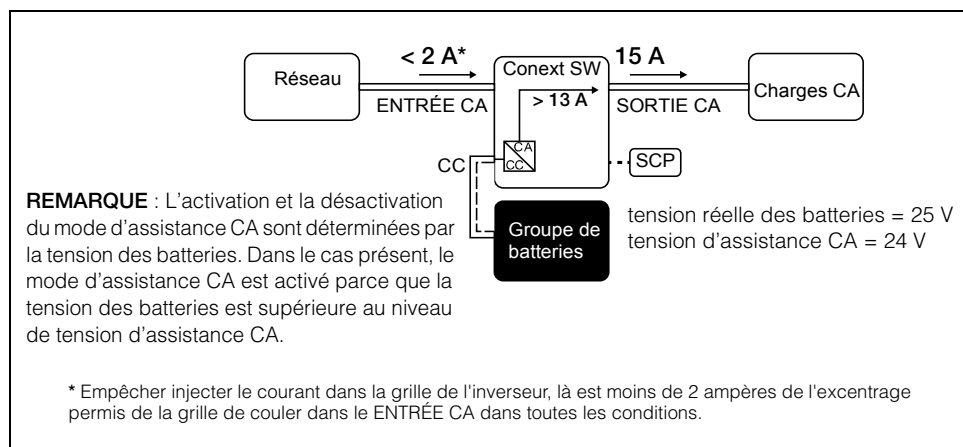 < 2 A*
15 A
Réseau
Conext SW
Charges CA
> 13 A
ENTRÉE CA
SORTIE CA
CA
CC
CC
SCP
REMARQUE : L'activation et la désactivation
du mode d'assistance CA sont déterminées par
la tension des batteries. Dans le cas présent, le
mode d'assistance CA est activé parce que la
tension des batteries est supérieure au niveau
de tension d'assistance CA.
Groupe de
batteries
tension réelle des batteries = 25 V
tension d'assistance CA = 24 V
* Empêcher injecter le courant dans la grille de l'inverseur, là est moins de 2 ampères de l'excentrage
permis de la grille de couler dans le ENTRÉE CA dans toutes les conditions.